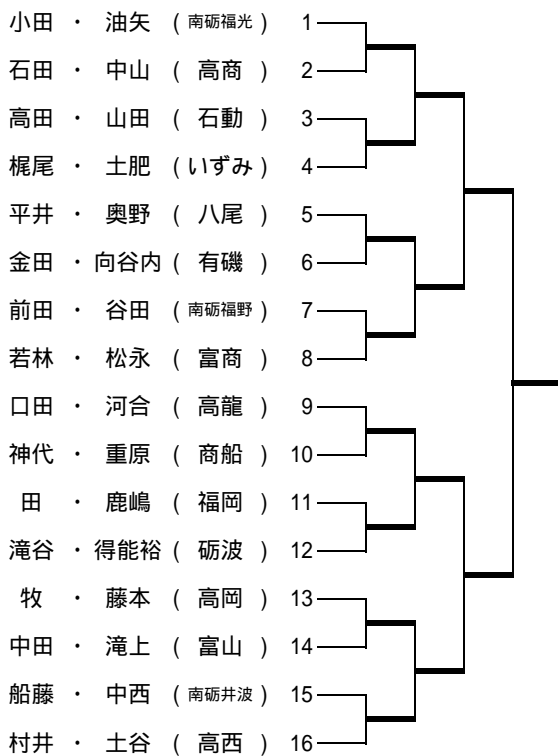 小田 ・ 油矢 ( 南砺福光 ) 1
石田 ・ 中山 ( 高商 ) 2
高田 ・ 山田 ( 石動 ) 3
梶尾 ・ 土肥 ( いずみ ) 4
平井 ・ 奥野 ( 八尾 ) 5
金田 ・ 向谷内 ( 有磯 ) 6
前田 ・ 谷田 ( 南砺福野 ) 7
若林 ・ 松永 ( 富商 ) 8
口田 ・ 河合 ( 高龍 ) 9
神代 ・ 重原 ( 商船 ) 10
田 ・ 鹿嶋 ( 福岡 ) 11
滝谷 ・ 得能裕 ( 砺波 ) 12
牧 ・ 藤本 ( 高岡 ) 13
中田 ・ 滝上 ( 富山 ) 14
船藤 ・ 中西 ( 南砺井波 ) 15
村井 ・ 土谷 ( 高西 ) 16